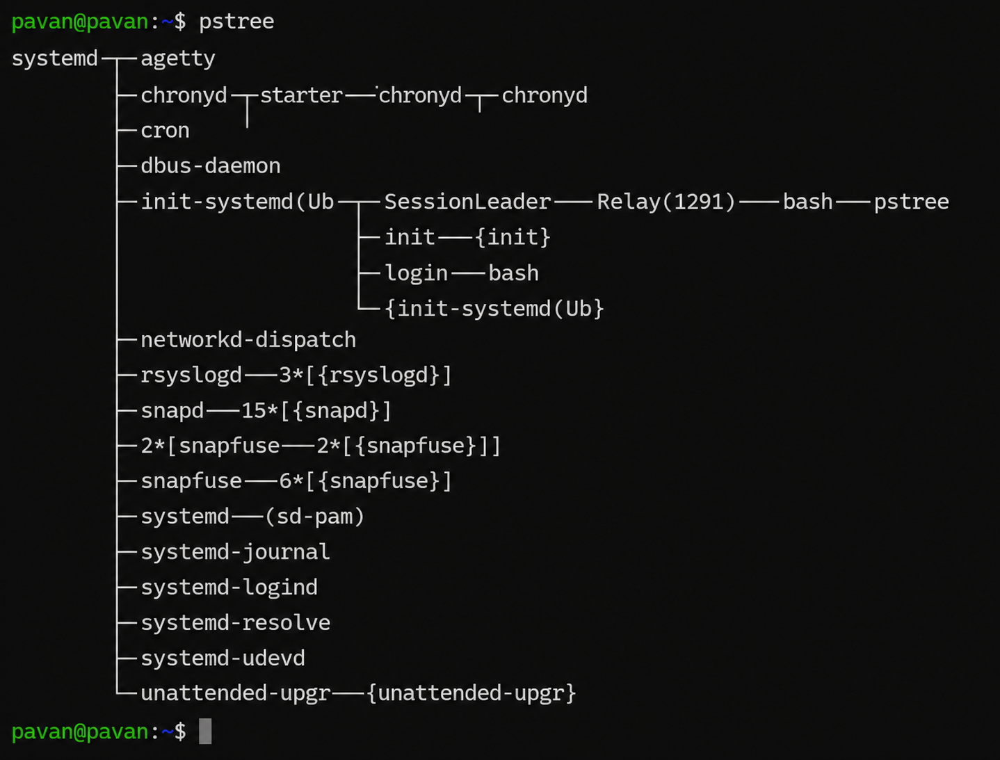 pavan@pavan:~$ pstree
systemd─┬─agetty
        ├─chronyd─┬─starter───chronyd─┬─chronyd
        ├─cron    │
        ├─dbus-daemon
        ├─init-systemd(Ub─┬─SessionLeader───Relay(1291)───bash───pstree
        │                 ├─init───{init}
        │                 ├─login───bash
        │                 └─{init-systemd(Ub}
        ├─networkd-dispatch
        ├─rsyslogd───3*[{rsyslogd}]
        ├─snapd───15*[{snapd}]
        ├─2*[snapfuse───2*[{snapfuse}]]
        ├─snapfuse───6*[{snapfuse}]
        ├─systemd───(sd-pam)
        ├─systemd-journal
        ├─systemd-logind
        ├─systemd-resolve
        ├─systemd-udevd
        └─unattended-upgr───{unattended-upgr}
pavan@pavan:~$